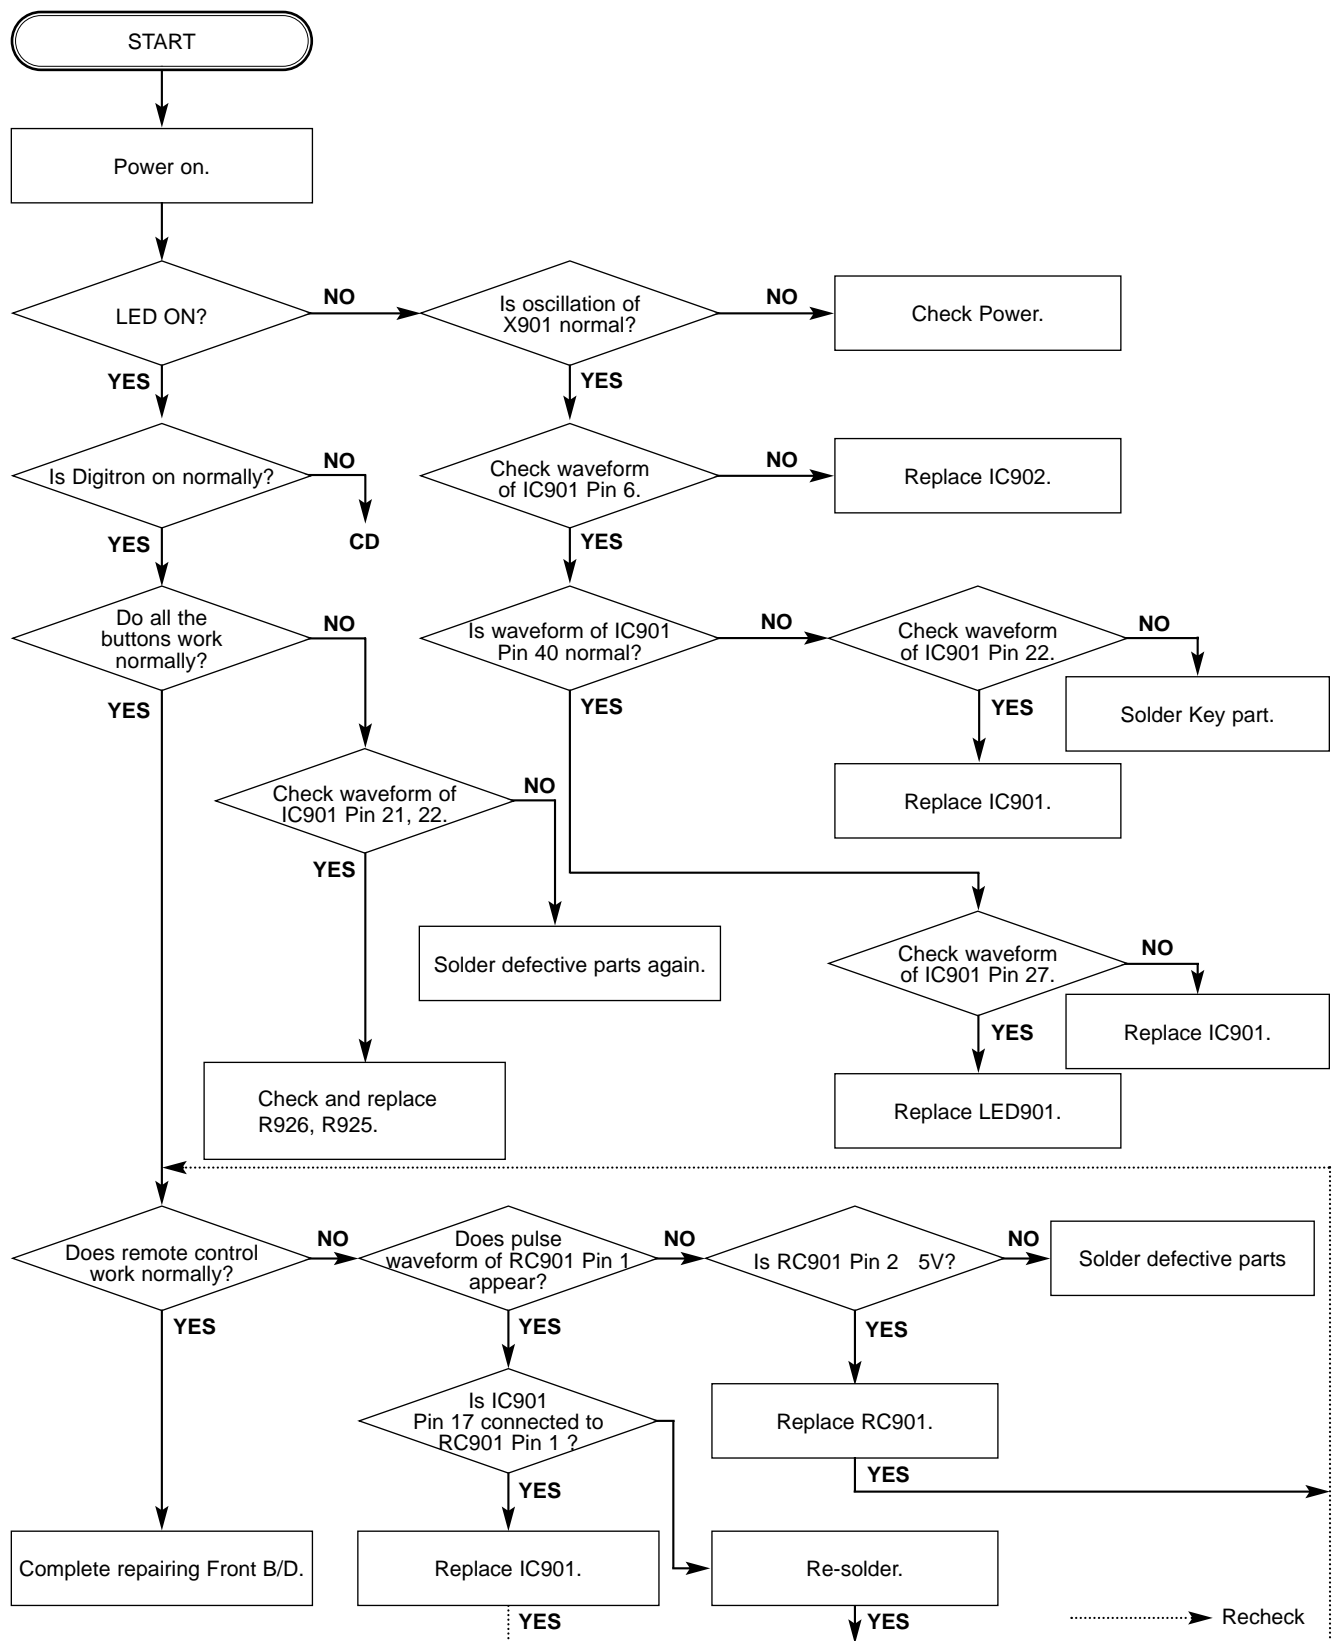 START
Power on.
LED ON?
NO
Is oscillation of
X901 normal?
NO
Check Power.
YES
YES
Is Digitron on normally?
NO
CD
Check waveform
of IC901 Pin 6.
NO
Replace IC902.
YES
YES
Do all the
buttons work
normally?
NO
Is waveform of IC901
Pin 40 normal?
NO
Check waveform
of IC901 Pin 22.
NO
Solder Key part.
YES
YES
YES
Replace IC901.
Check waveform of
IC901 Pin 21, 22.
NO
YES
Solder defective parts again.
Check waveform
of IC901 Pin 27.
NO
Replace IC901.
YES
Replace LED901.
Check and replace
R926, R925.
Does remote control
work normally?
NO
Does pulse
waveform of RC901 Pin 1
appear?
NO
Is RC901 Pin 2 5V?
NO
Solder defective parts
YES
YES
YES
Is IC901
Pin 17 connected to
RC901 Pin 1 ?
Replace RC901.
YES
YES
Complete repairing Front B/D.
Replace IC901.
Re-solder.
YES
YES
Recheck